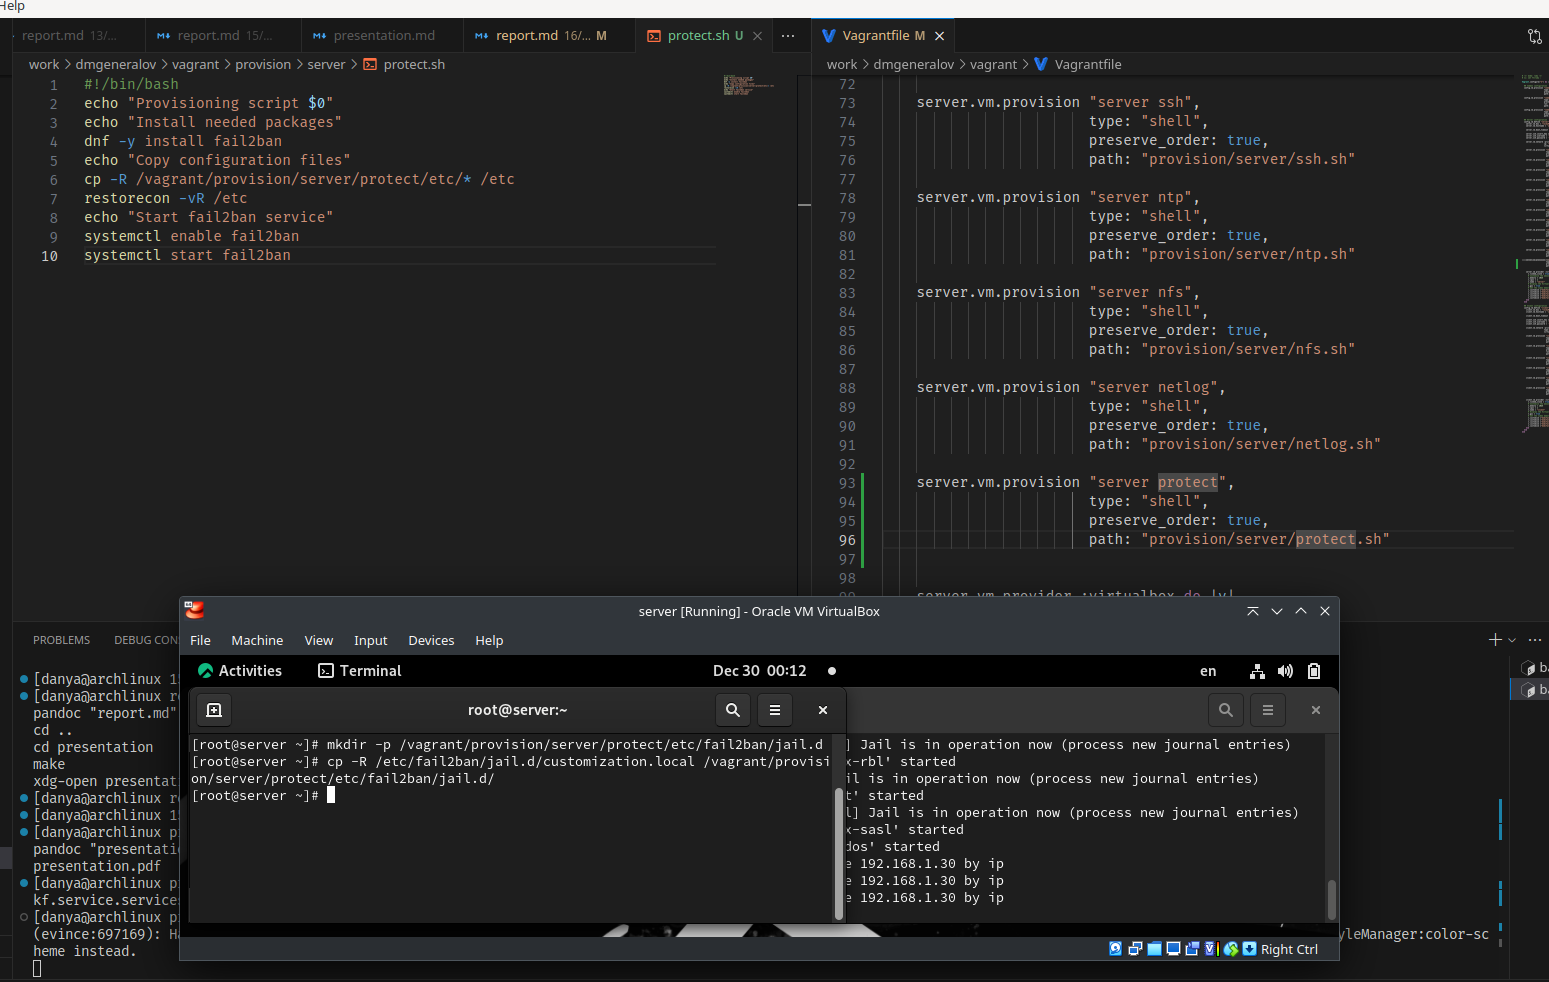 Help
report.md 13/...
report.md 15/...
presentation.md
report.md 16/... M
protect.sh U
Vagrantfile M
work > dmgeneralov > vagrant > provision > server > protect.sh
1 #!/bin/bash
2 echo "Provisioning script $0"
3 echo "Install needed packages"
4 dnf -y install fail2ban
5 echo "Copy configuration files"
6 cp -R /vagrant/provision/server/protect/etc/* /etc
7 restorecon -vR /etc
8 echo "Start fail2ban service"
9 systemctl enable fail2ban
10 systemctl start fail2ban
work > dmgeneralov > vagrant > Vagrantfile
72
73 server.vm.provision "server ssh",
74 type: "shell",
75 preserve_order: true,
76 path: "provision/server/ssh.sh"
77
78 server.vm.provision "server ntp",
79 type: "shell",
80 preserve_order: true,
81 path: "provision/server/ntp.sh"
82
83 server.vm.provision "server nfs",
84 type: "shell",
85 preserve_order: true,
86 path: "provision/server/nfs.sh"
87
88 server.vm.provision "server netlog",
89 type: "shell",
90 preserve_order: true,
91 path: "provision/server/netlog.sh"
92
93 server.vm.provision "server protect",
94 type: "shell",
95 preserve_order: true,
96 path: "provision/server/protect.sh"
97
98
99 server.vm.provider :virtualbox do |v|
PROBLEMS DEBUG CON
[danya@archlinux 1
[danya@archlinux r
pandoc "report.md"
cd ..
cd presentation
make
xdg-open presentat
[danya@archlinux r
[danya@archlinux 1
[danya@archlinux p
pandoc "presentati
presentation.pdf
[danya@archlinux p
kf.service.service
[danya@archlinux p
(evince:697169): H
yleManager:color-sc
heme instead.
server [Running] - Oracle VM VirtualBox
File Machine View Input Devices Help
Activities Terminal Dec 30 00:12 en
root@server:~
[root@server ~]# mkdir -p /vagrant/provision/server/protect/etc/fail2ban/jail.d
[root@server ~]# cp -R /etc/fail2ban/jail.d/customization.local /vagrant/provisi
on/server/protect/etc/fail2ban/jail.d/
[root@server ~]#
] Jail is in operation now (process new journal entries)
x-rbl' started
il is in operation now (process new journal entries)
t' started
l] Jail is in operation now (process new journal entries)
x-sasl' started
dos' started
e 192.168.1.30 by ip
e 192.168.1.30 by ip
e 192.168.1.30 by ip
Right Ctrl